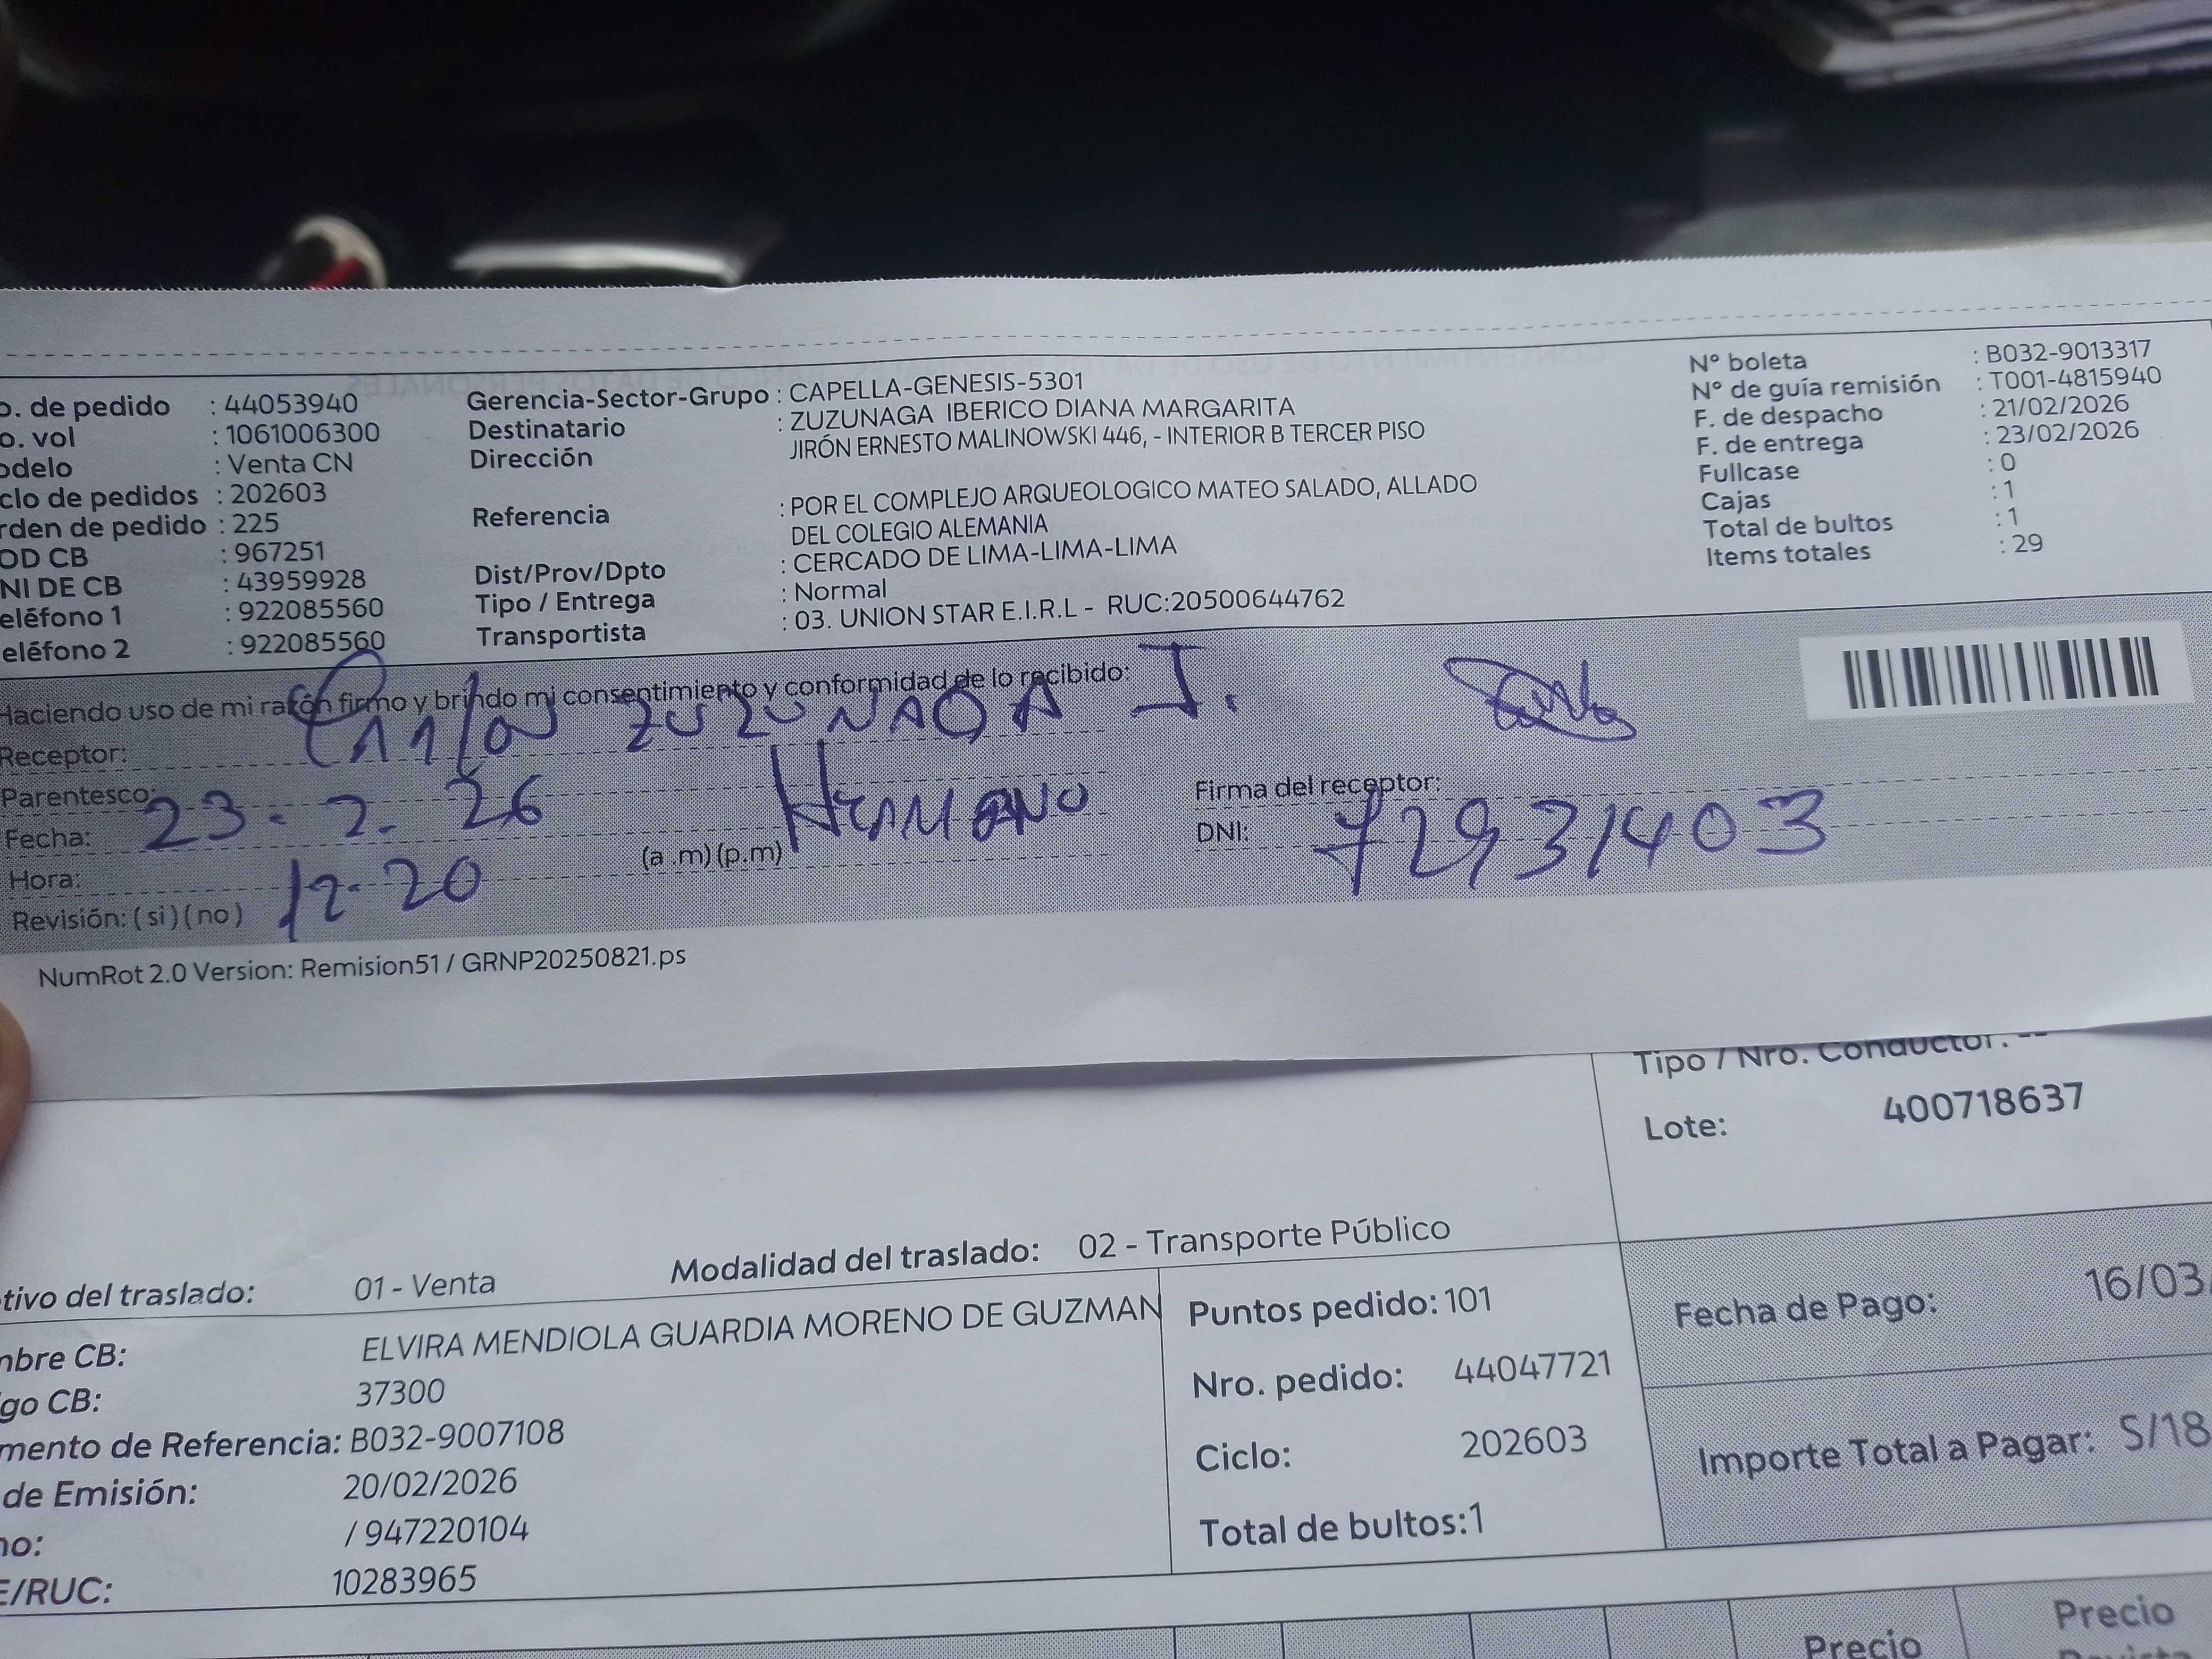 o. de pedido : 44053940
o. vol : 1061006300
odelo : Venta CN
clo de pedidos : 202603
rden de pedido : 225
OD CB : 967251
NI DE CB : 43959928
eléfono 1 : 922085560
eléfono 2 : 922085560
Gerencia-Sector-Grupo : CAPELLA-GENESIS-5301
Destinatario : ZUZUNAGA IBERICO DIANA MARGARITA
Dirección JIRÓN ERNESTO MALINOWSKI 446, - INTERIOR B TERCER PISO
Referencia : POR EL COMPLEJO ARQUEOLOGICO MATEO SALADO, ALLADO
DEL COLEGIO ALEMANIA
Dist/Prov/Dpto : CERCADO DE LIMA-LIMA-LIMA
Tipo / Entrega : Normal
Transportista : 03. UNION STAR E.I.R.L - RUC:20500644762
N° boleta : B032-9013317
N° de guía remisión : T001-4815940
F. de despacho : 21/02/2026
F. de entrega : 23/02/2026
Fullcase : 0
Cajas : 1
Total de bultos : 1
Items totales : 29
Haciendo uso de mi razón firmo y brindo mi consentimiento y conformidad de lo recibido:
Receptor: ZUZUNAGA I.
Parentesco: HERMANO
Fecha: 23-2-26
Hora: 12-20 (a .m) (p.m)
Revisión: ( si ) ( no )
Firma del receptor:
DNI: 72931403
NumRot 2.0 Version: Remision51 / GRNP20250821.ps
Tipo / Nro. Conductor: --
Lote: 400718637
tivo del traslado: 01 - Venta Modalidad del traslado: 02 - Transporte Público
mbre CB: ELVIRA MENDIOLA GUARDIA MORENO DE GUZMAN
go CB: 37300
mento de Referencia: B032-9007108
de Emisión: 20/02/2026
no: / 947220104
E/RUC: 10283965
Puntos pedido: 101
Nro. pedido: 44047721
Ciclo: 202603
Total de bultos:1
Fecha de Pago: 16/03
Importe Total a Pagar: S/18
Precio
Precio